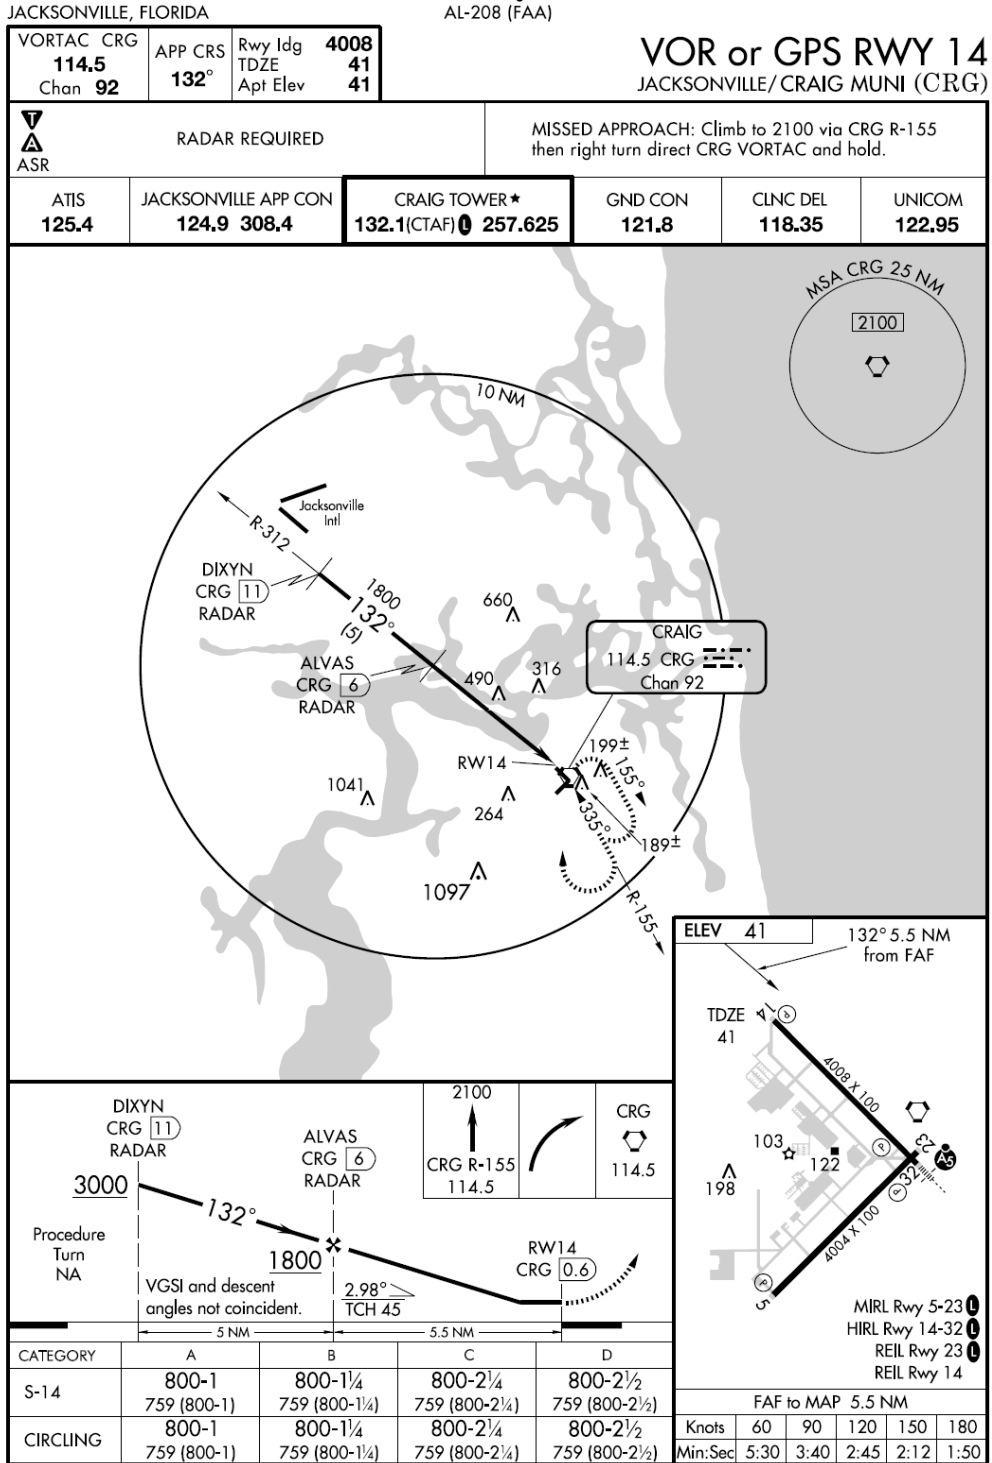 JACKSONVILLE, FLORIDA
AL-208 (FAA)
VORTAC CRG
114.5
Chan 92
APP CRS
132°
Rwy Idg 4008
TDZE 41
Apt Elev 41
VOR or GPS RWY 14
JACKSONVILLE/CRAIG MUNI (CRG)
T
A
ASR
RADAR REQUIRED
MISSED APPROACH: Climb to 2100 via CRG R-155
then right turn direct CRG VORTAC and hold.
ATIS
125.4
JACKSONVILLE APP CON
124.9 308.4
CRAIG TOWER★
132.1(CTAF) L 257.625
GND CON
121.8
CLNC DEL
118.35
UNICOM
122.95
MSA CRG 25 NM
2100
10 NM
Jacksonville
Intl
R-312
DIXYN
CRG 11
RADAR
1800
132°
(5)
660
ALVAS
CRG 6
RADAR
490
316
CRAIG
114.5 CRG
Chan 92
RW14
199±
155°
1041
264
335°
189±
1097
R-155
ELEV 41
132° 5.5 NM
from FAF
TDZE
41
14
P
4008 X 100
103
122
198
P
23
A5
32
P
4004 X 100
P
5
MIRL Rwy 5-23 L
HIRL Rwy 14-32 L
REIL Rwy 23 L
REIL Rwy 14
DIXYN
CRG 11
RADAR
3000
132°
Procedure
Turn
NA
ALVAS
CRG 6
RADAR
1800
VGSI and descent
angles not coincident.
2.98°
TCH 45
2100
CRG R-155
114.5
CRG
114.5
RW14
CRG 0.6
5 NM
5.5 NM
CATEGORY A B C D
S-14 800-1 800-1¼ 800-2¼ 800-2½
759 (800-1) 759 (800-1¼) 759 (800-2¼) 759 (800-2½)
CIRCLING 800-1 800-1¼ 800-2¼ 800-2½
759 (800-1) 759 (800-1¼) 759 (800-2¼) 759 (800-2½)
FAF to MAP 5.5 NM
Knots 60 90 120 150 180
Min:Sec 5:30 3:40 2:45 2:12 1:50